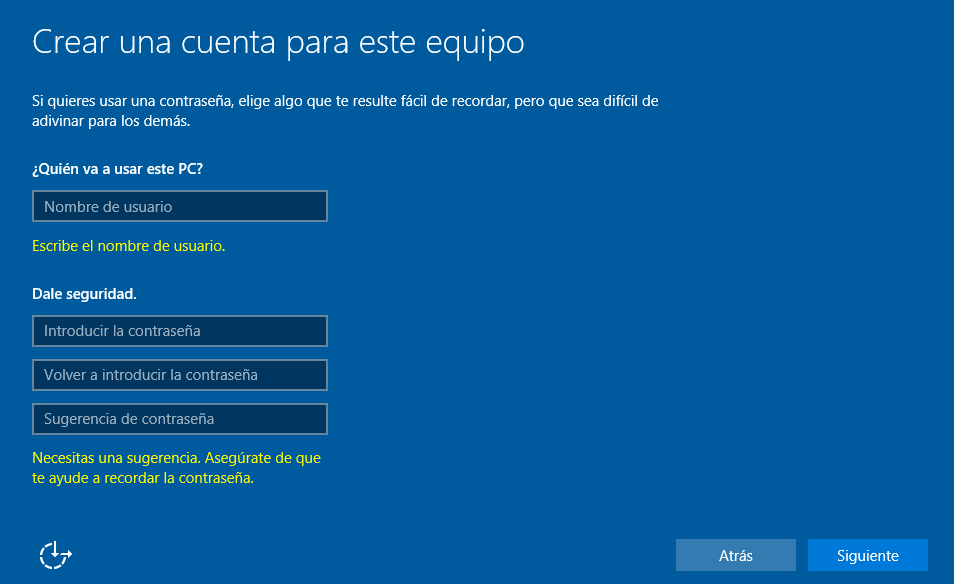 Crear una cuenta para este equipo
Si quieres usar una contraseña, elige algo que te resulte fácil de recordar, pero que sea difícil de
adivinar para los demás.
¿Quién va a usar este PC?
Nombre de usuario
Escribe el nombre de usuario.
Dale seguridad.
Introducir la contraseña
Volver a introducir la contraseña
Sugerencia de contraseña
Necesitas una sugerencia. Asegúrate de que
te ayude a recordar la contraseña.
Atrás
Siguiente